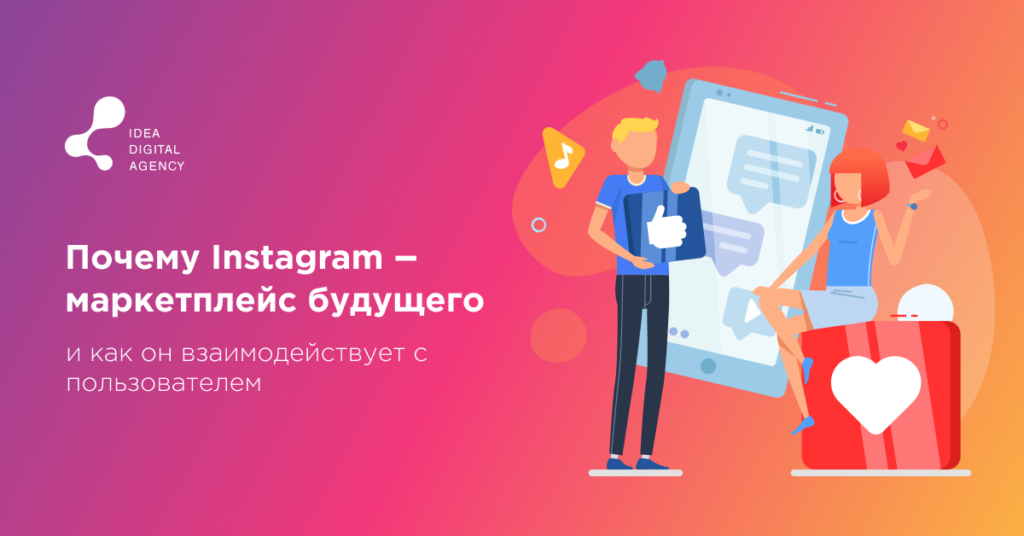 IDEA
DIGITAL
AGENCY
Почему Instagram –
маркетплейс будущего
и как он взаимодействует с
пользователем